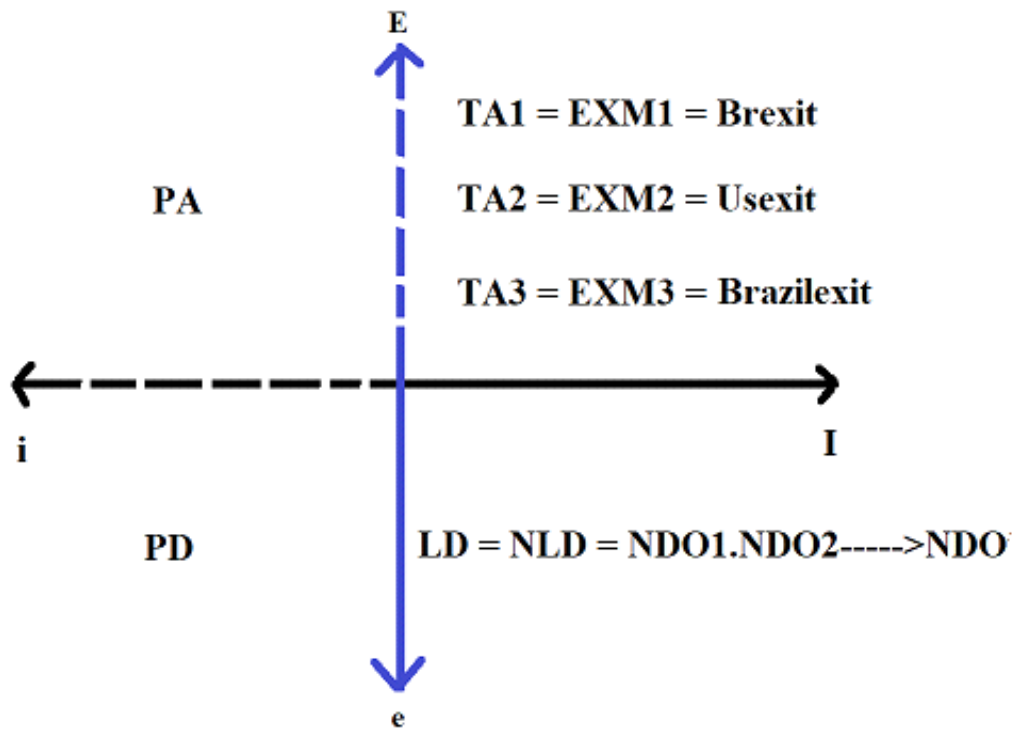 E
TA1 = EXM1 = Brexit
PA
TA2 = EXM2 = Usexit
TA3 = EXM3 = Brazilexit
i
I
PD
LD = NLD = NDO1.NDO2----->NDO
e